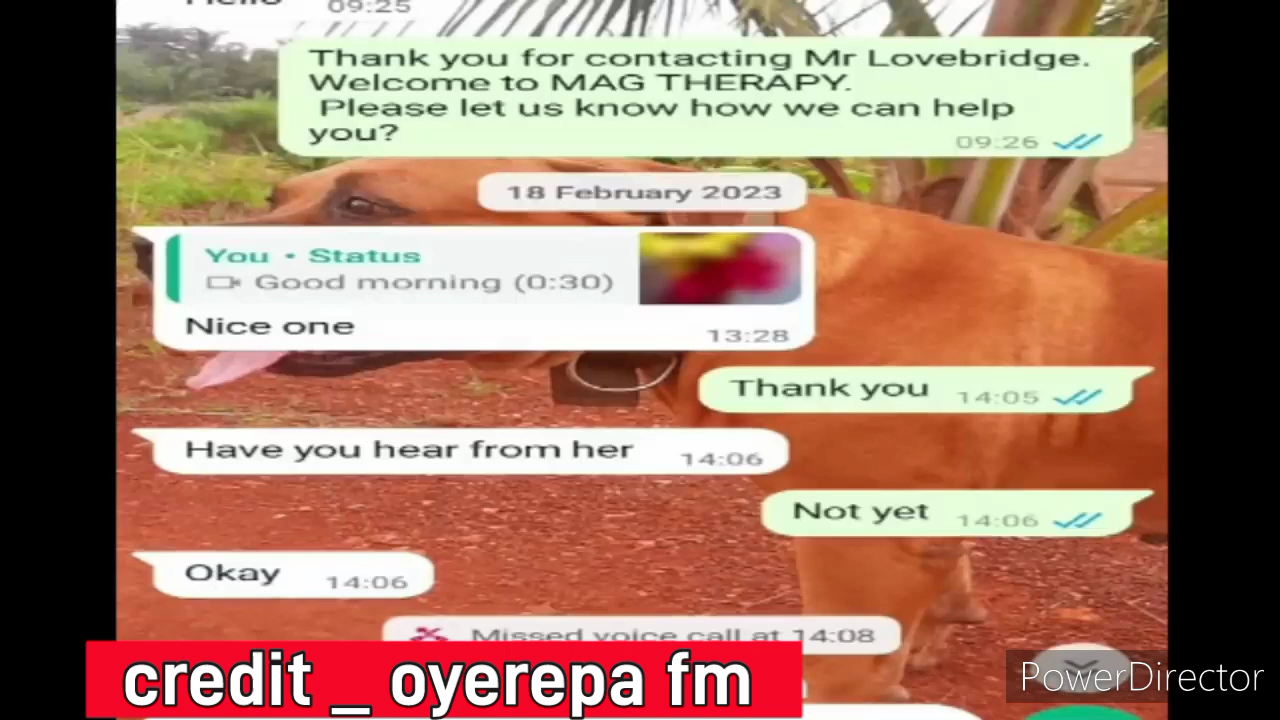 Hello 09:25
Thank you for contacting Mr Lovebridge.
Welcome to MAG THERAPY.
Please let us know how we can help
you?
09:26
18 February 2023
You • Status
Good morning (0:30)
Nice one
13:28
Thank you 14:05
Have you hear from her 14:06
Not yet 14:06
Okay 14:06
Missed voice call at 14:08
credit _ oyerepa fm
PowerDirector